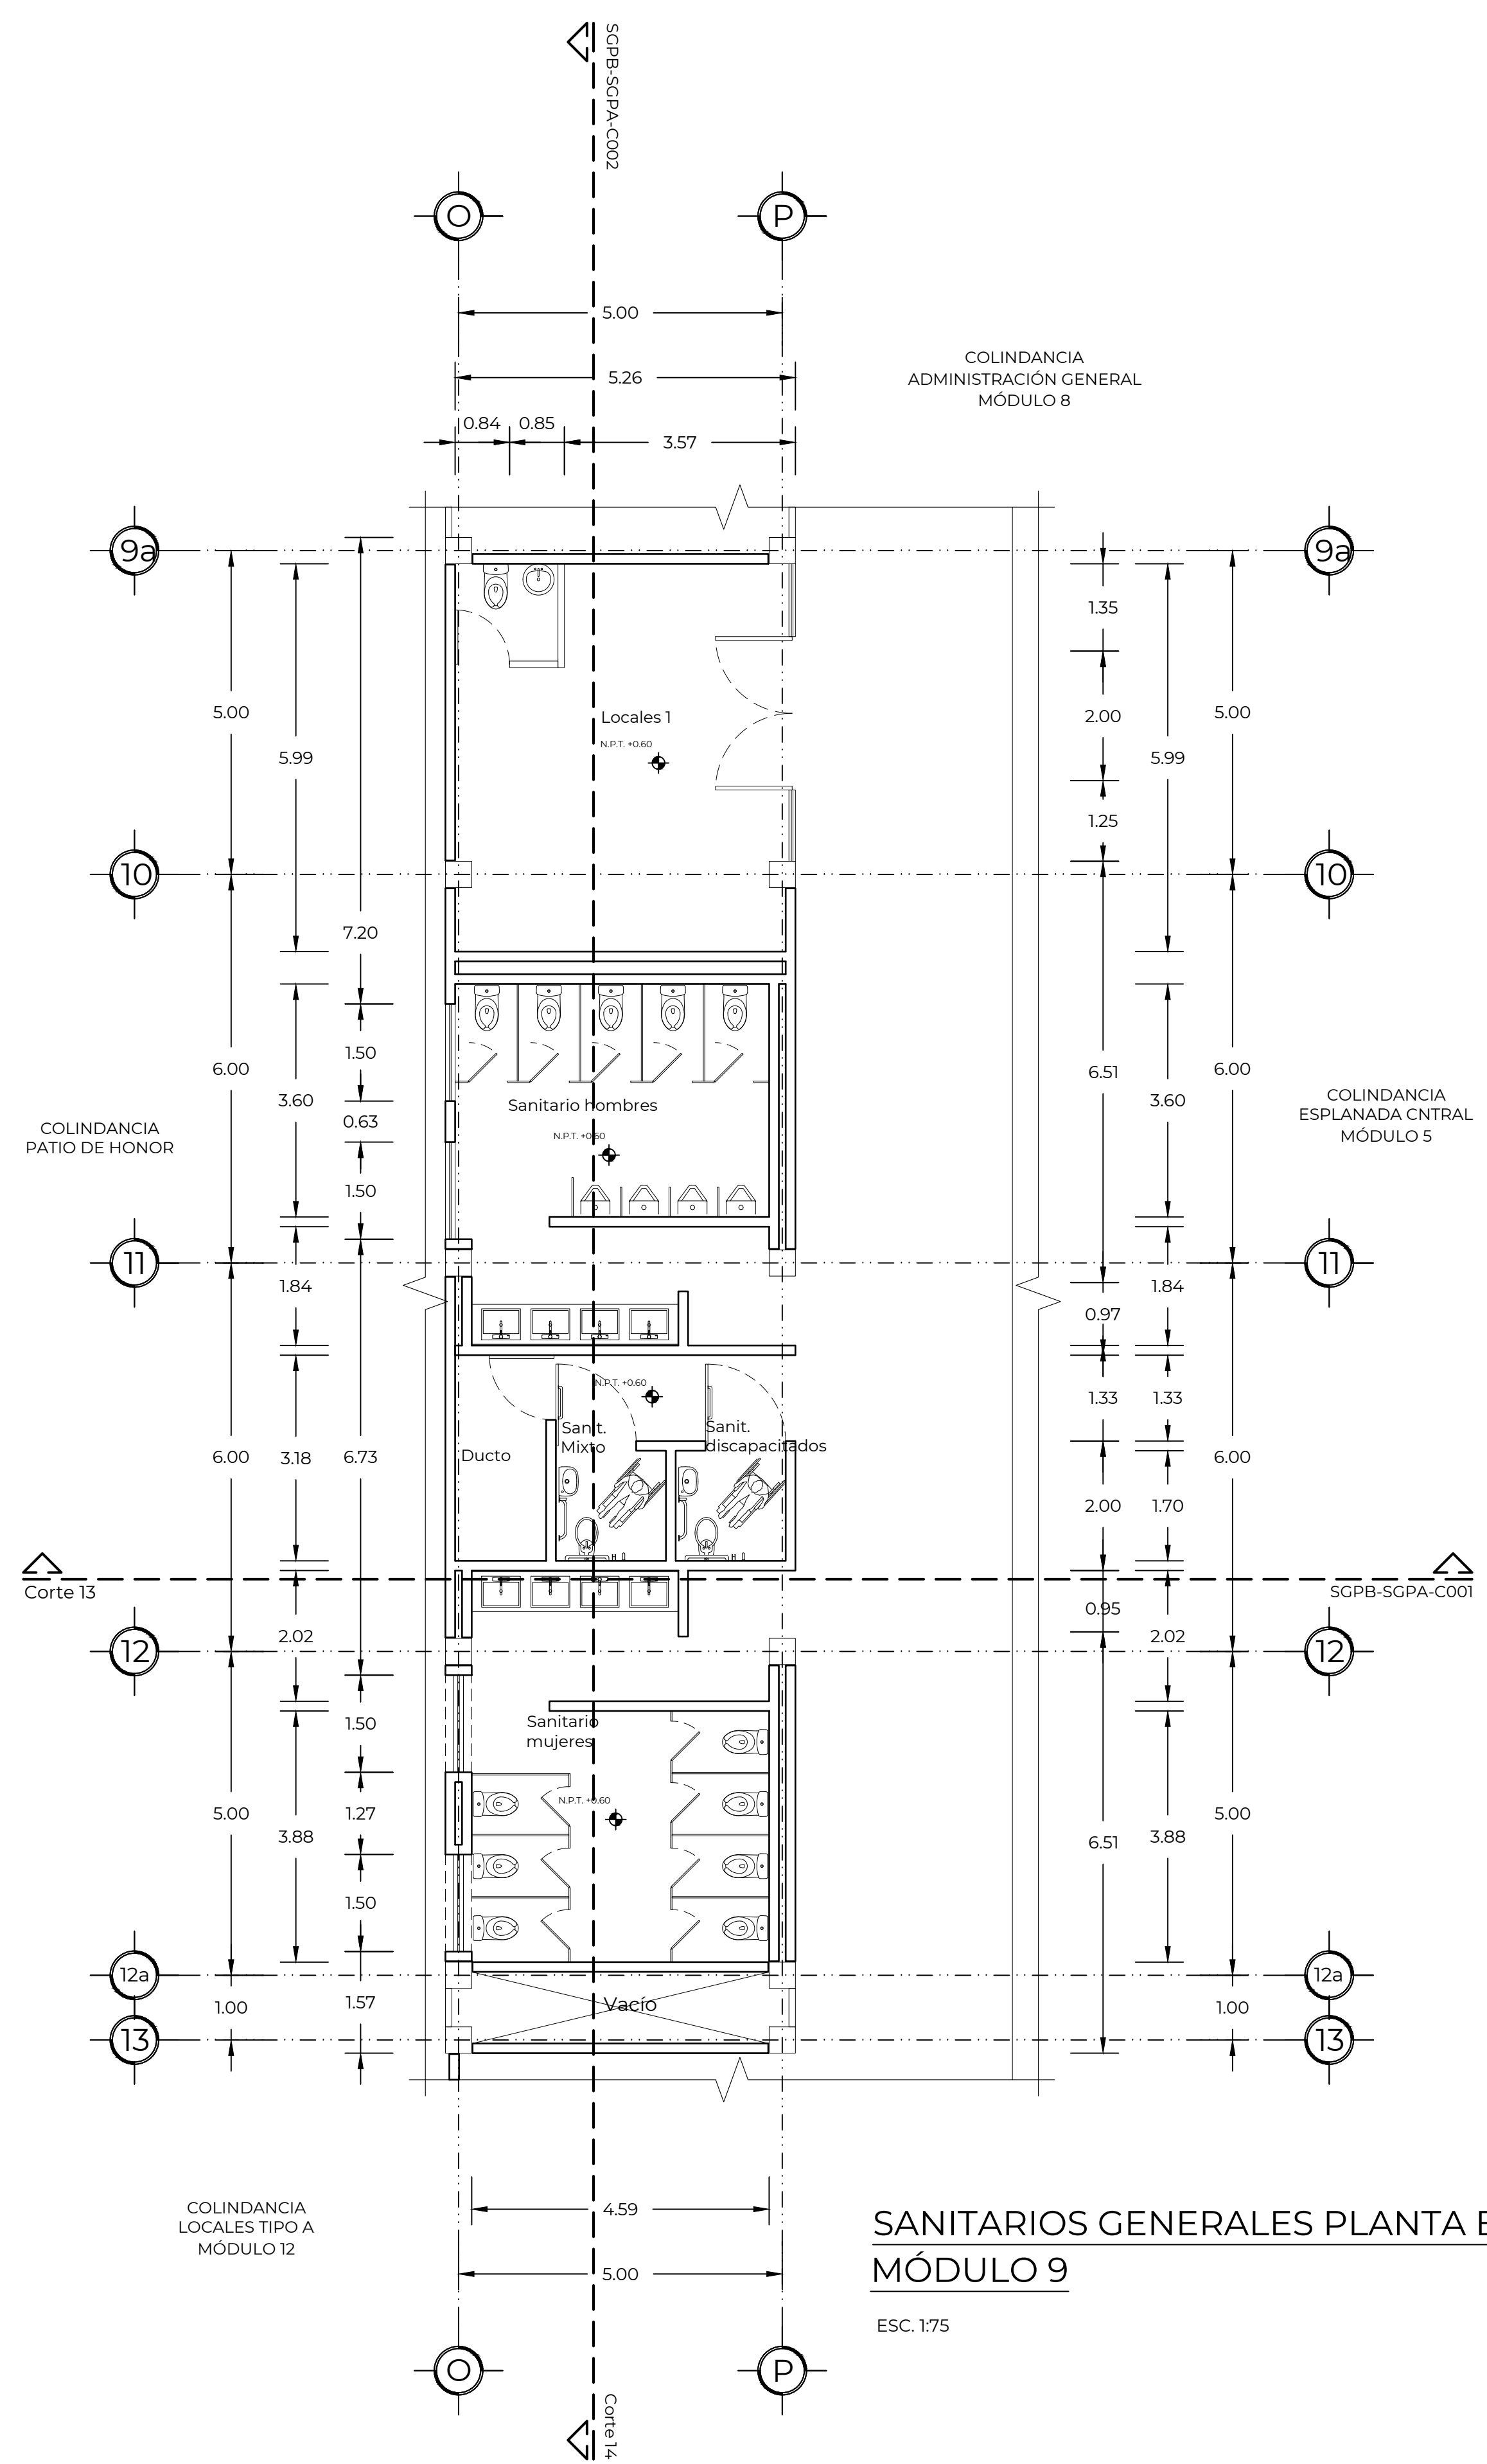 SGPB-SGPA-C002
O
P
5.00
COLINDANCIA
ADMINISTRACIÓN GENERAL
MÓDULO 8
5.26
0.84
0.85
3.57
9a
9a
1.35
5.00
Locales 1
2.00
5.00
N.P.T. +0.60
5.99
5.99
1.25
10
10
7.20
1.50
6.00
6.51
6.00
3.60
Sanitario hombres
3.60
COLINDANCIA
ESPLANADA CNTRAL
MÓDULO 5
0.63
COLINDANCIA
PATIO DE HONOR
N.P.T. +0.60
1.50
11
11
1.84
1.84
0.97
N.P.T. +0.60
1.33
1.33
Sanit.
Mixto
Sanit.
discapacitados
6.00
3.18
6.73
Ducto
6.00
2.00
1.70
Corte 13
SGPB-SGPA-C001
0.95
2.02
2.02
12
12
1.50
Sanitario
mujeres
N.P.T. +0.60
5.00
1.27
5.00
3.88
6.51
3.88
1.50
12a
12a
1.00
1.57
Vacío
1.00
13
13
COLINDANCIA
LOCALES TIPO A
MÓDULO 12
4.59
SANITARIOS GENERALES PLANTA
MÓDULO 9
5.00
ESC. 1:75
O
P
Corte 14